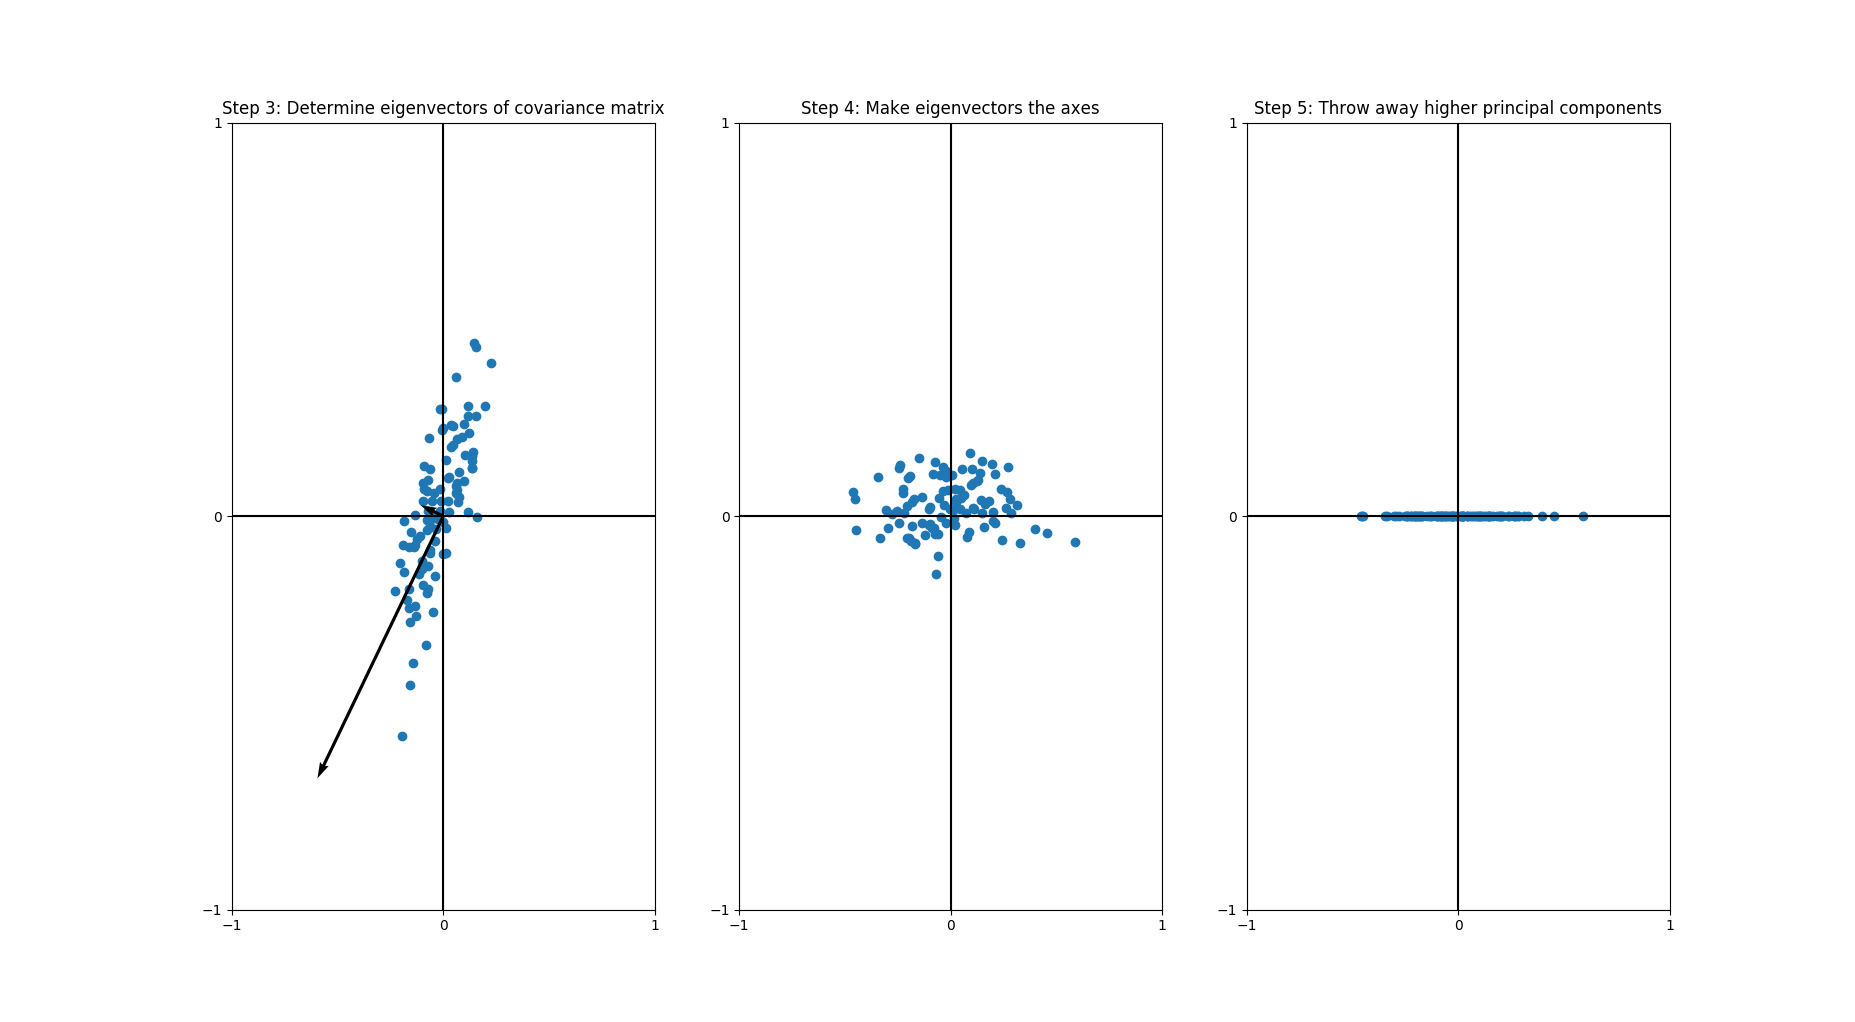 Step 3: Determine eigenvectors of covariance matrix
1
0
−1
−1 0 1
Step 4: Make eigenvectors the axes
1
0
−1
−1 0 1
Step 5: Throw away higher principal components
1
0
−1
−1 0 1